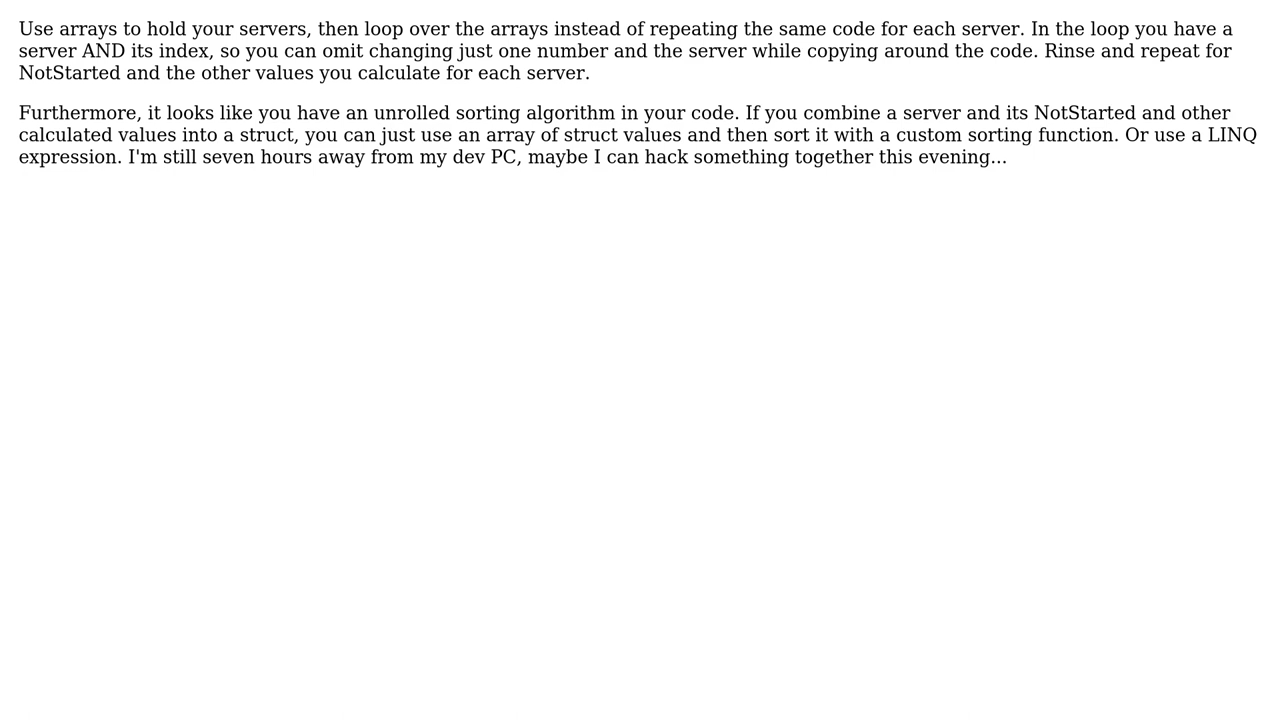 Use arrays to hold your servers, then loop over the arrays instead of repeating the same code for each server. In the loop you have a
server AND its index, so you can omit changing just one number and the server while copying around the code. Rinse and repeat for
NotStarted and the other values you calculate for each server.
Furthermore, it looks like you have an unrolled sorting algorithm in your code. If you combine a server and its NotStarted and other
calculated values into a struct, you can just use an array of struct values and then sort it with a custom sorting function. Or use a LINQ
expression. I'm still seven hours away from my dev PC, maybe I can hack something together this evening...